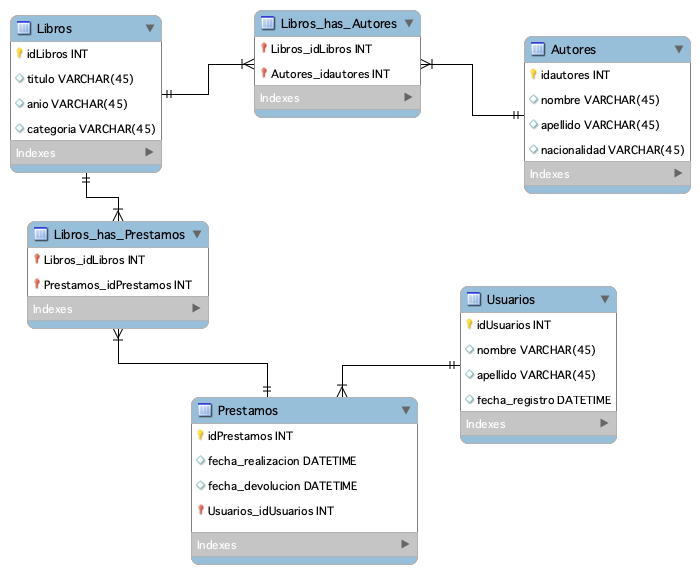 Libros
idLibros INT
titulo VARCHAR(45)
anio VARCHAR(45)
categoria VARCHAR(45)
Indexes
Libros_has_Autores
Libros_idLibros INT
Autores_idautores INT
Indexes
Autores
idautores INT
nombre VARCHAR(45)
apellido VARCHAR(45)
nacionalidad VARCHAR(45)
Indexes
Libros_has_Prestamos
Libros_idLibros INT
Prestamos_idPrestamos INT
Indexes
Usuarios
idUsuarios INT
nombre VARCHAR(45)
apellido VARCHAR(45)
fecha_registro DATETIME
Indexes
Prestamos
idPrestamos INT
fecha_realizacion DATETIME
fecha_devolucion DATETIME
Usuarios_idUsuarios INT
Indexes